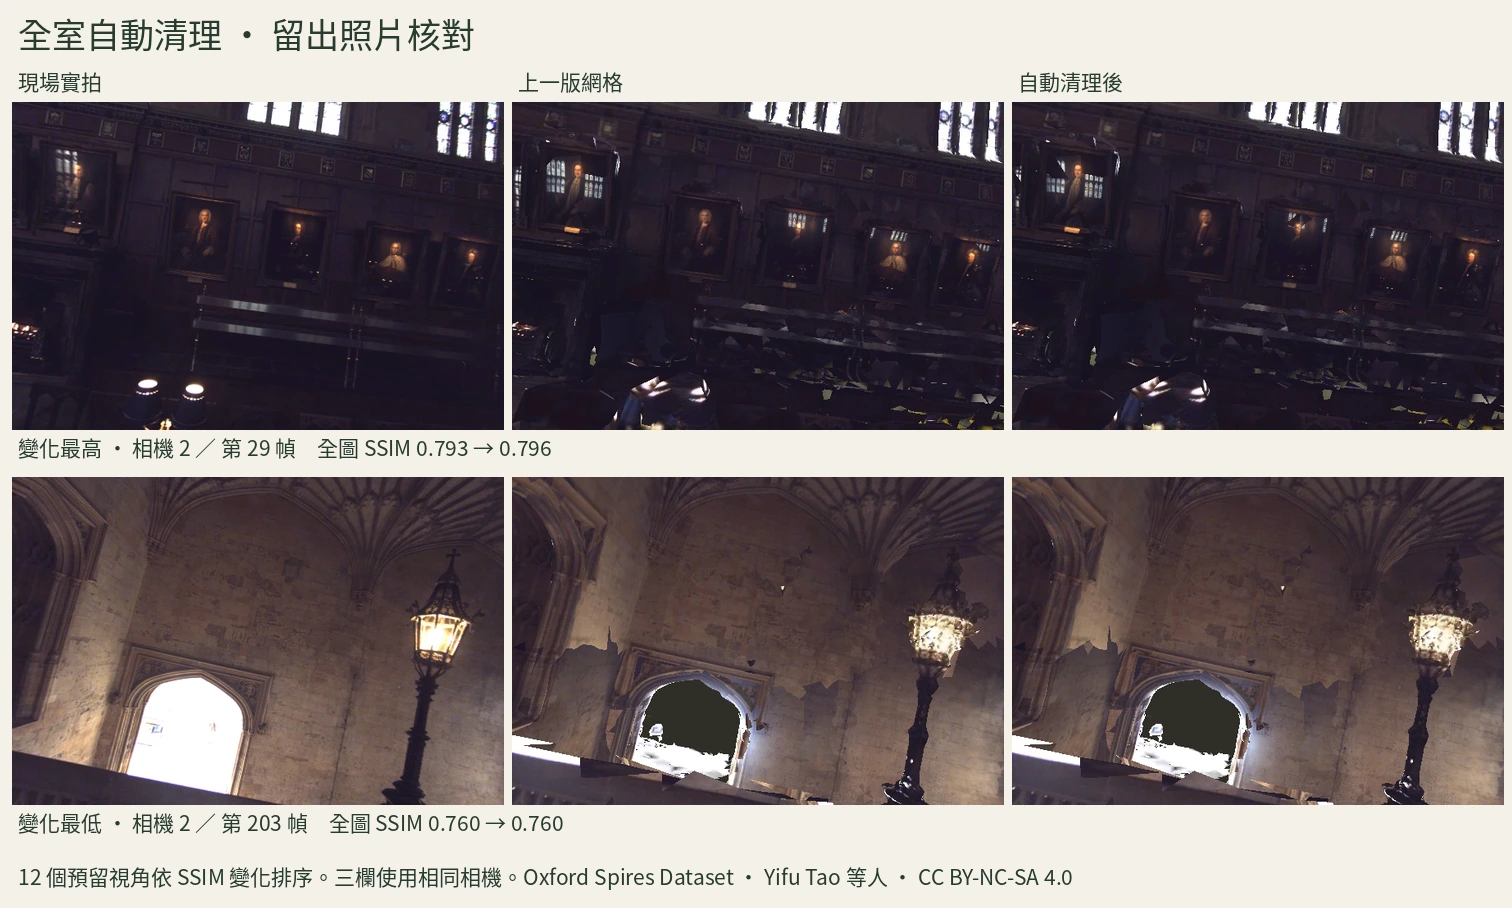 全室自動清理 · 留出照片核對
現場實拍
上一版網格
自動清理後
變化最高 · 相機 2 ／ 第 29 幀　全圖 SSIM 0.793 → 0.796
變化最低 · 相機 2 ／ 第 203 幀　全圖 SSIM 0.760 → 0.760
12 個預留視角依 SSIM 變化排序。三欄使用相同相機。Oxford Spires Dataset · Yifu Tao 等人 · CC BY-NC-SA 4.0